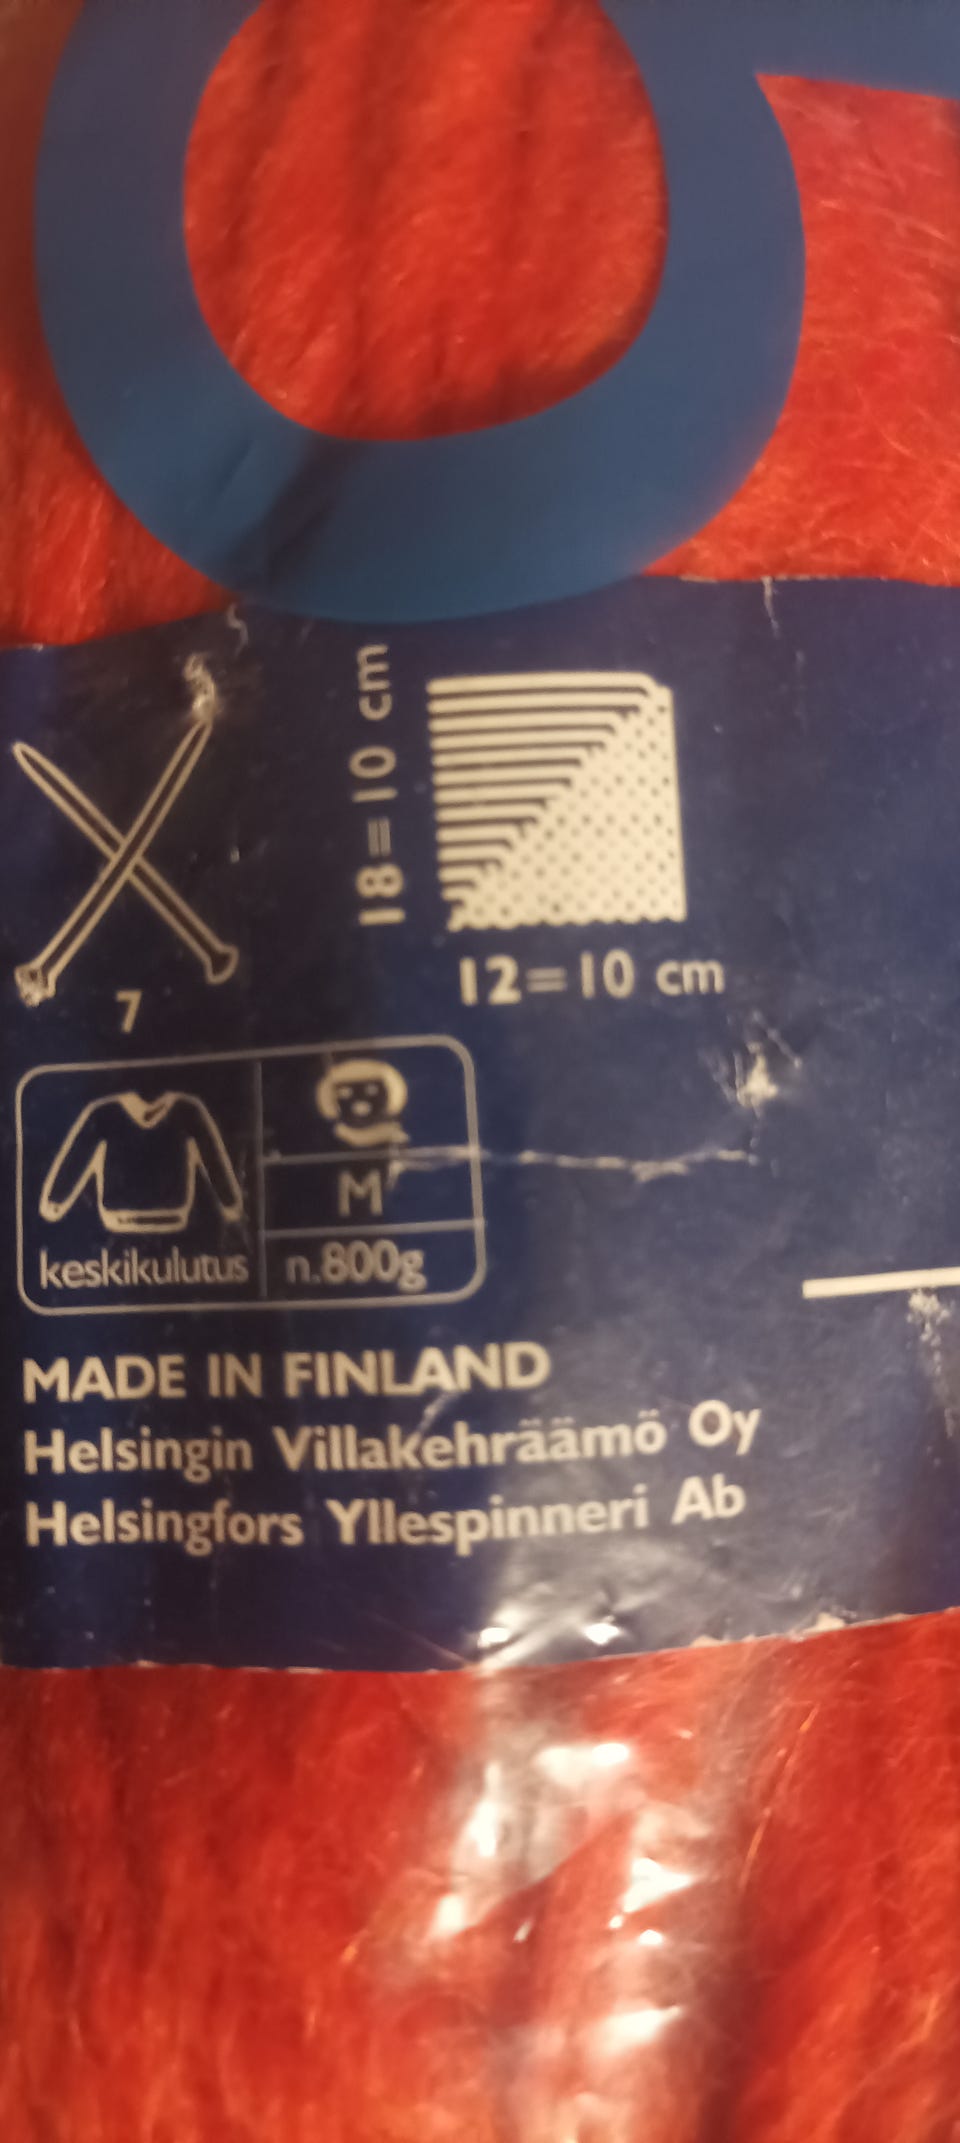 18=10 cm
12=10 cm
7
M
keskikulutus n.800g
MADE IN FINLAND
Helsingin Villakehräämö Oy
Helsingfors Yllespinneri Ab